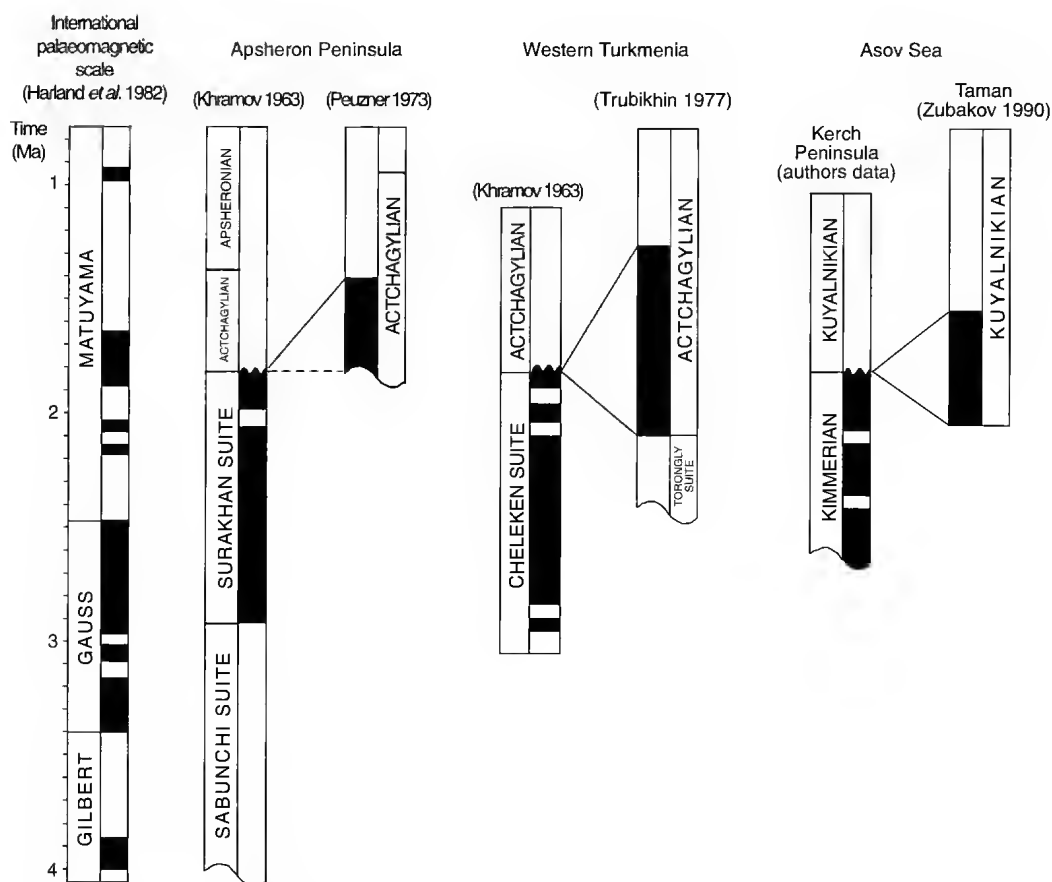 International
palaeomagnetic
scale
(Harland et al. 1982)
Apsheron Peninsula
Western Turkmenia
Asov Sea
(Khramov 1963)
(Peuzner 1973)
(Trubikhin 1977)
Taman
(Zubakov 1990)
Kerch
Peninsula
(authors data)
(Khramov 1963)
Time
(Ma)
1
2
3
4
MATUYAMA
GAUSS
GILBERT
APSHERONIAN
ACTCHAGYLIAN
SURAKHAN SUITE
SABUNCHI SUITE
ACTCHAGYLIAN
ACTCHAGYLIAN
CHELEKEN SUITE
ACTCHAGYLIAN
TORONGLY
SUITE
KUYALNIKIAN
KIMMERIAN
KUYALNIKIAN